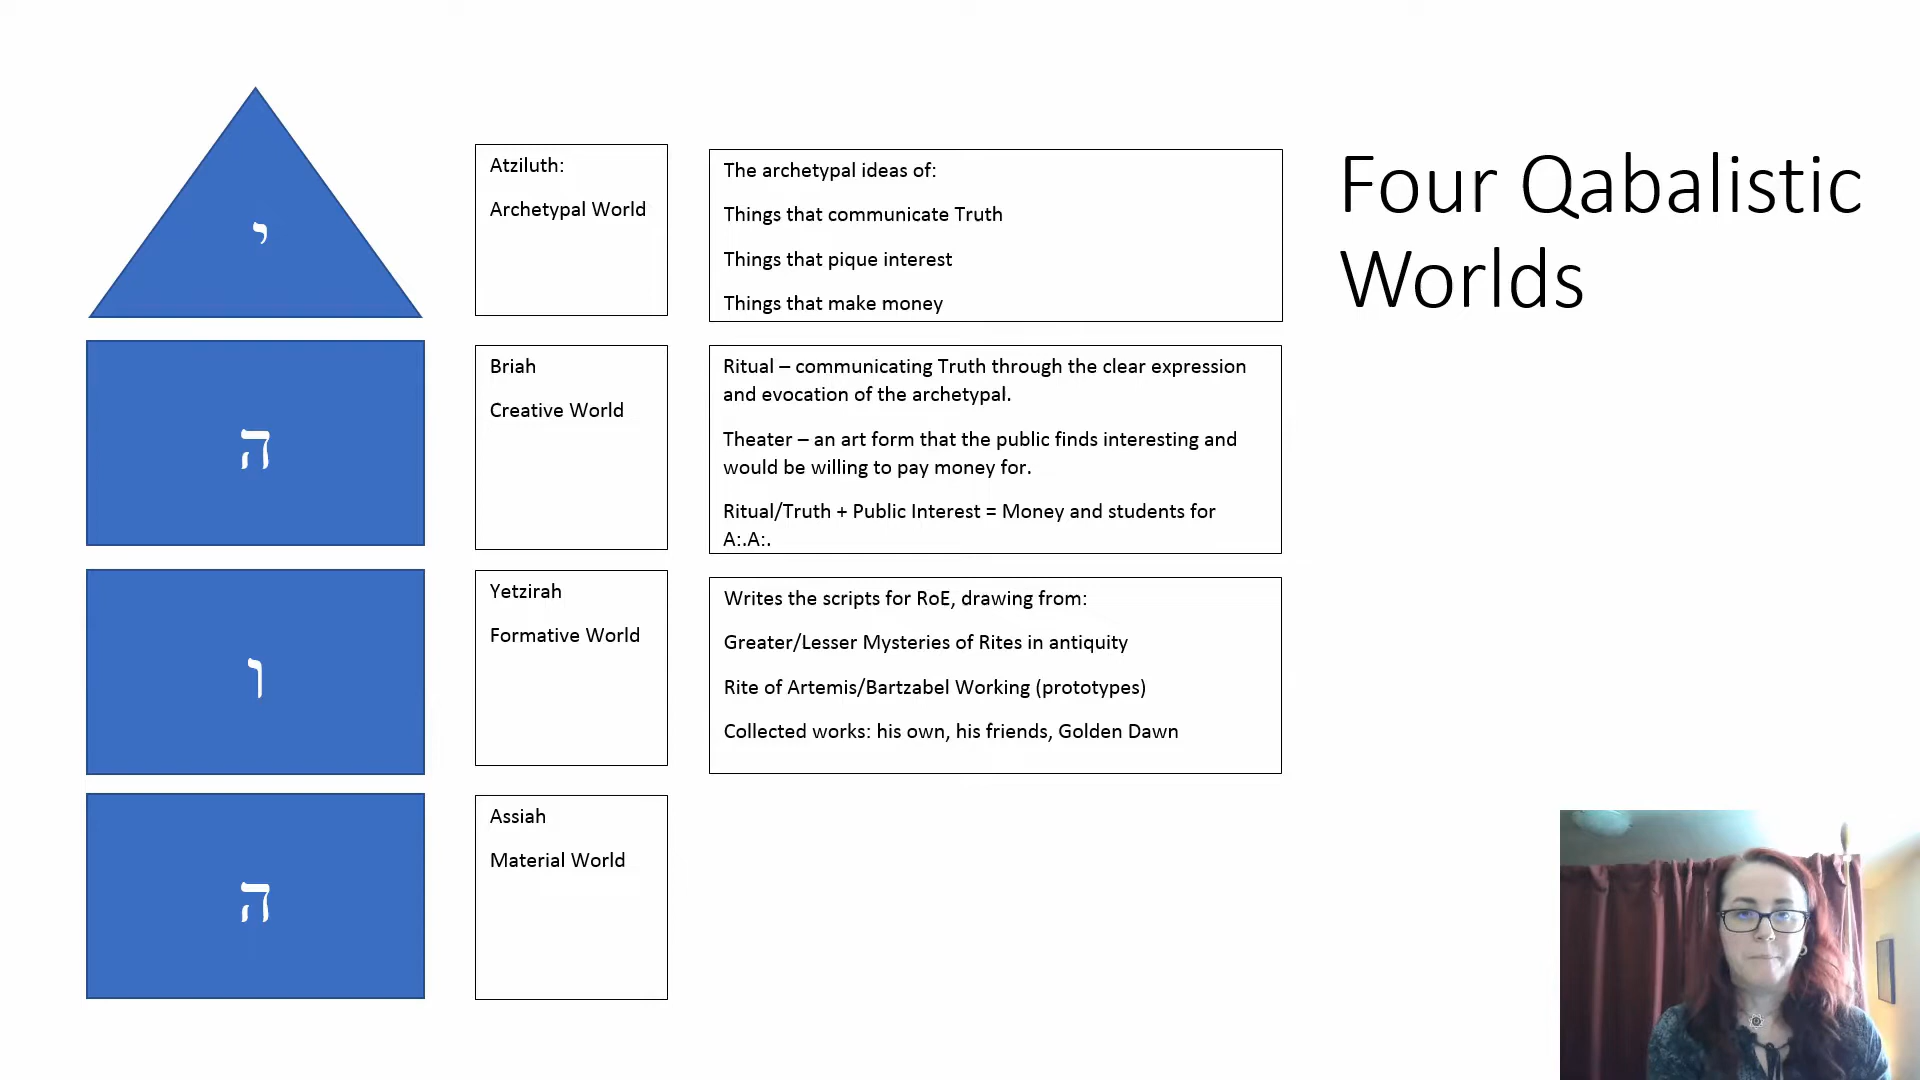 Four Qabalistic
Worlds
י
Atziluth:
Archetypal World
The archetypal ideas of:
Things that communicate Truth
Things that pique interest
Things that make money
ה
Briah
Creative World
Ritual – communicating Truth through the clear expression
and evocation of the archetypal.
Theater – an art form that the public finds interesting and
would be willing to pay money for.
Ritual/Truth + Public Interest = Money and students for
A:.A:.
ו
Yetzirah
Formative World
Writes the scripts for RoE, drawing from:
Greater/Lesser Mysteries of Rites in antiquity
Rite of Artemis/Bartzabel Working (prototypes)
Collected works: his own, his friends, Golden Dawn
ה
Assiah
Material World